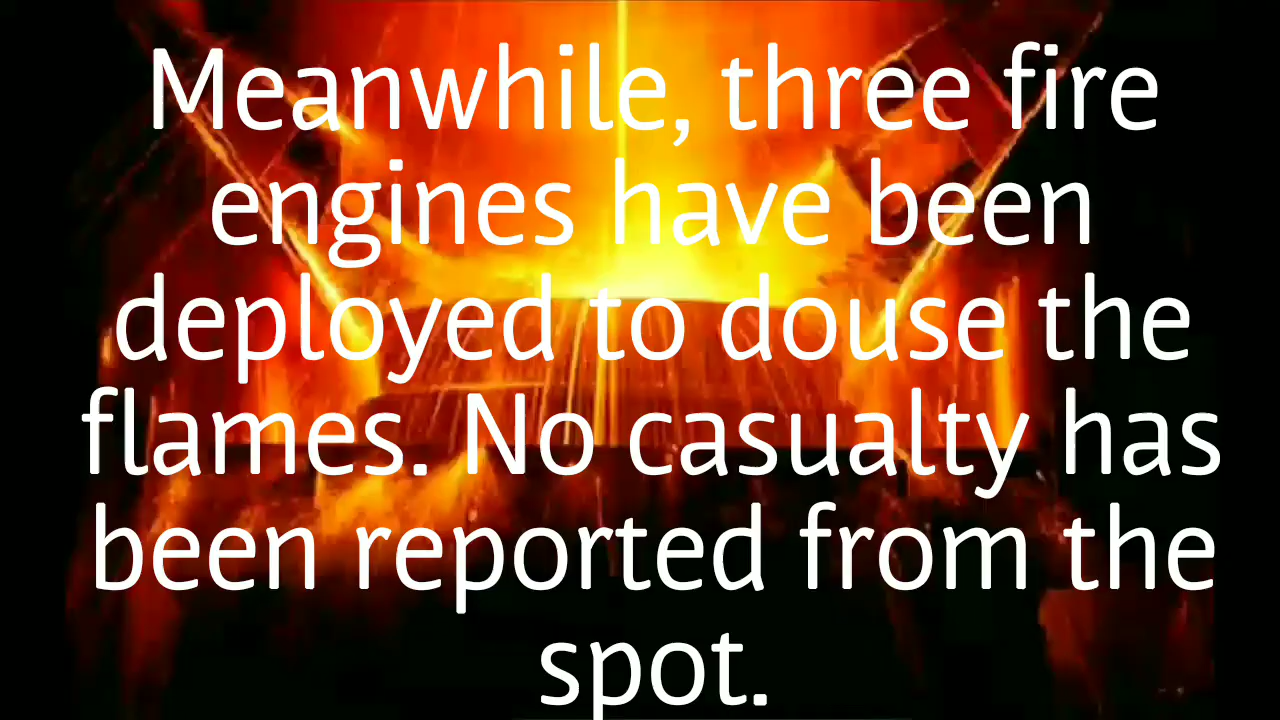 Meanwhile, three fire
engines have been
deployed to douse the
flames. No casualty has
been reported from the
spot.